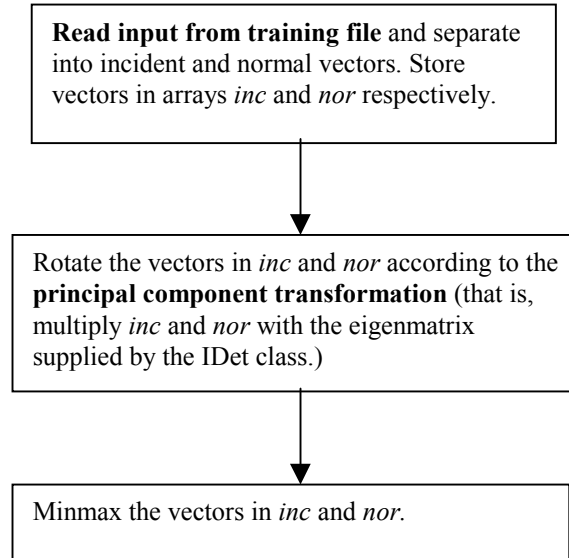 Read input from training file and separate
into incident and normal vectors. Store
vectors in arrays inc and nor respectively.
Rotate the vectors in inc and nor according to the
principal component transformation (that is,
multiply inc and nor with the eigenmatrix
supplied by the IDet class.)
Minmax the vectors in inc and nor.